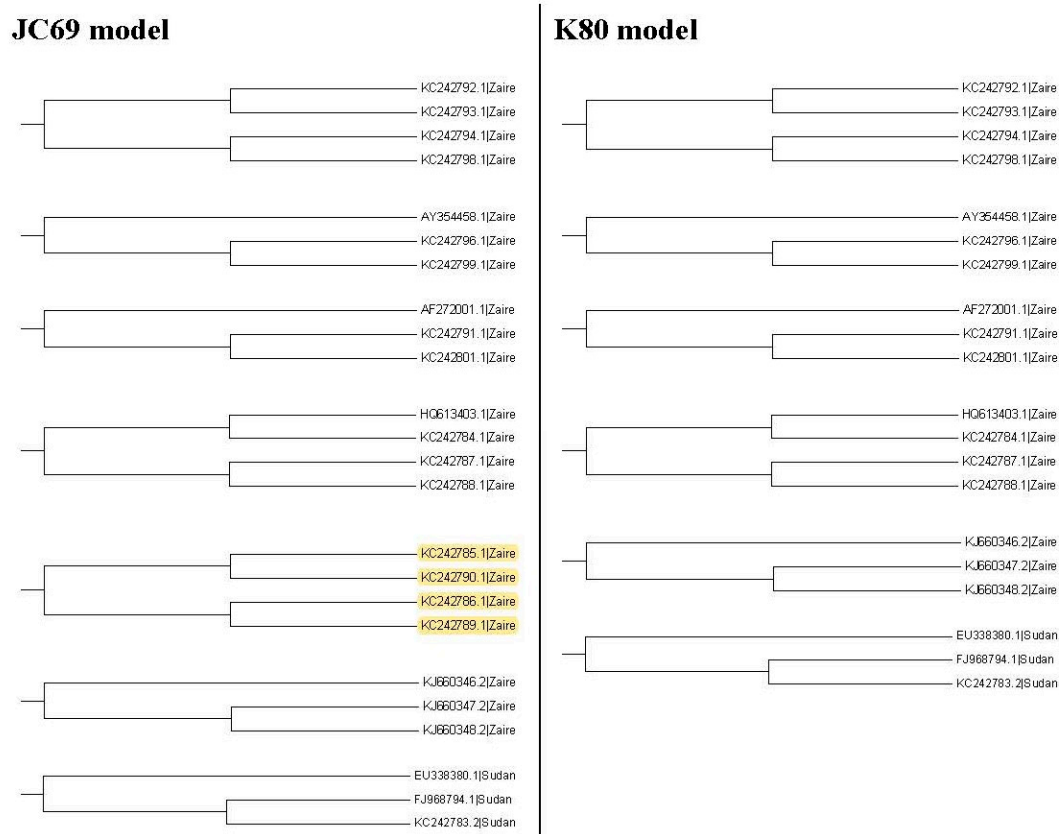 JC69 model
KC242792.1|Zaire
KC242793.1|Zaire
KC242794.1|Zaire
KC242798.1|Zaire
AY354458.1|Zaire
KC242796.1|Zaire
KC242799.1|Zaire
AF272001.1|Zaire
KC242791.1|Zaire
KC242801.1|Zaire
HQ613403.1|Zaire
KC242784.1|Zaire
KC242787.1|Zaire
KC242788.1|Zaire
KC242785.1|Zaire
KC242790.1|Zaire
KC242786.1|Zaire
KC242789.1|Zaire
KJ660346.2|Zaire
KJ660347.2|Zaire
KJ660348.2|Zaire
EU338380.1|Sudan
FJ968794.1|Sudan
KC242783.2|Sudan
K80 model
KC242792.1|Zaire
KC242793.1|Zaire
KC242794.1|Zaire
KC242798.1|Zaire
AY354458.1|Zaire
KC242796.1|Zaire
KC242799.1|Zaire
AF272001.1|Zaire
KC242791.1|Zaire
KC242801.1|Zaire
HQ613403.1|Zaire
KC242784.1|Zaire
KC242787.1|Zaire
KC242788.1|Zaire
KJ660346.2|Zaire
KJ660347.2|Zaire
KJ660348.2|Zaire
EU338380.1|Sudan
FJ968794.1|Sudan
KC242783.2|Sudan